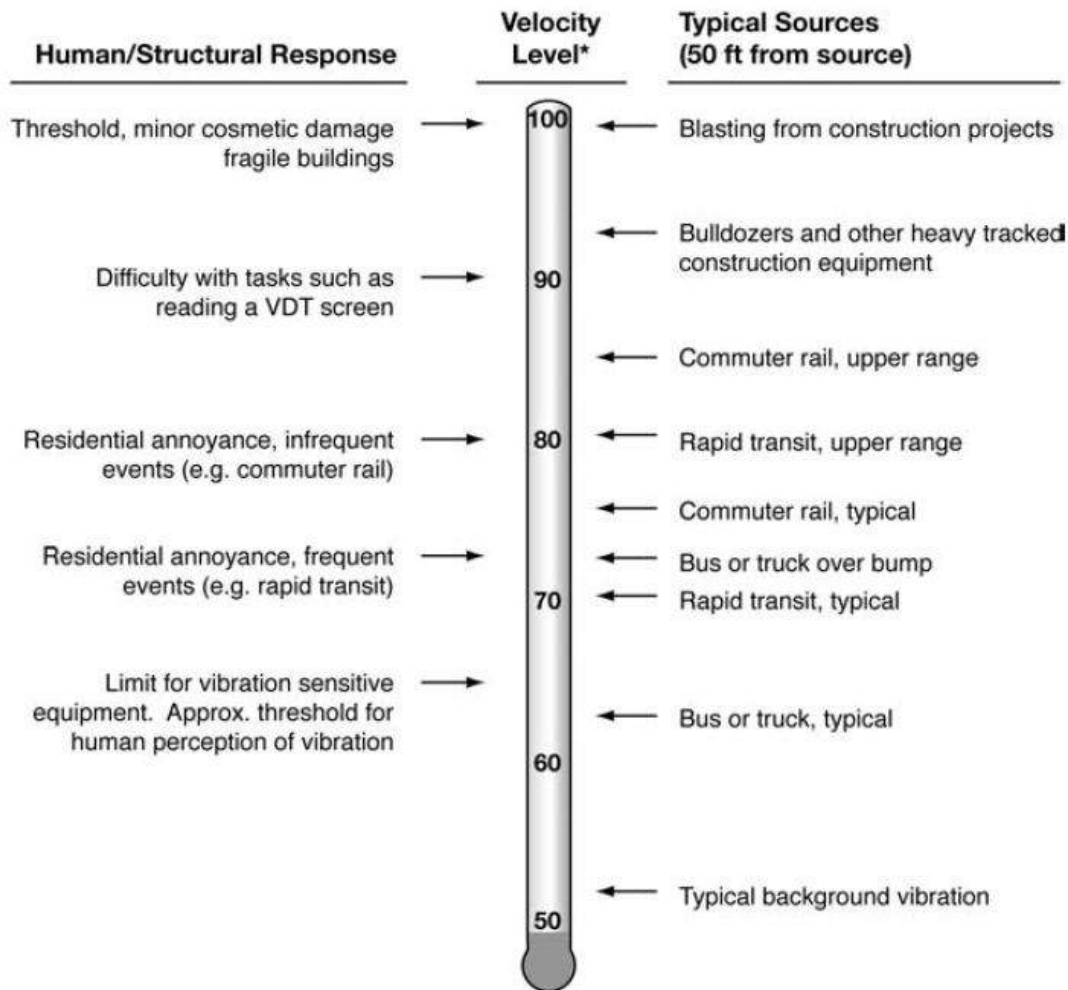 Human/Structural Response
Velocity
Level*
Typical Sources
(50 ft from source)
Threshold, minor cosmetic damage
fragile buildings
100
Blasting from construction projects
Bulldozers and other heavy tracked
construction equipment
Difficulty with tasks such as
reading a VDT screen
90
Commuter rail, upper range
Residential annoyance, infrequent
events (e.g. commuter rail)
80
Rapid transit, upper range
Commuter rail, typical
Residential annoyance, frequent
events (e.g. rapid transit)
Bus or truck over bump
70
Rapid transit, typical
Limit for vibration sensitive
equipment. Approx. threshold for
human perception of vibration
Bus or truck, typical
60
Typical background vibration
50